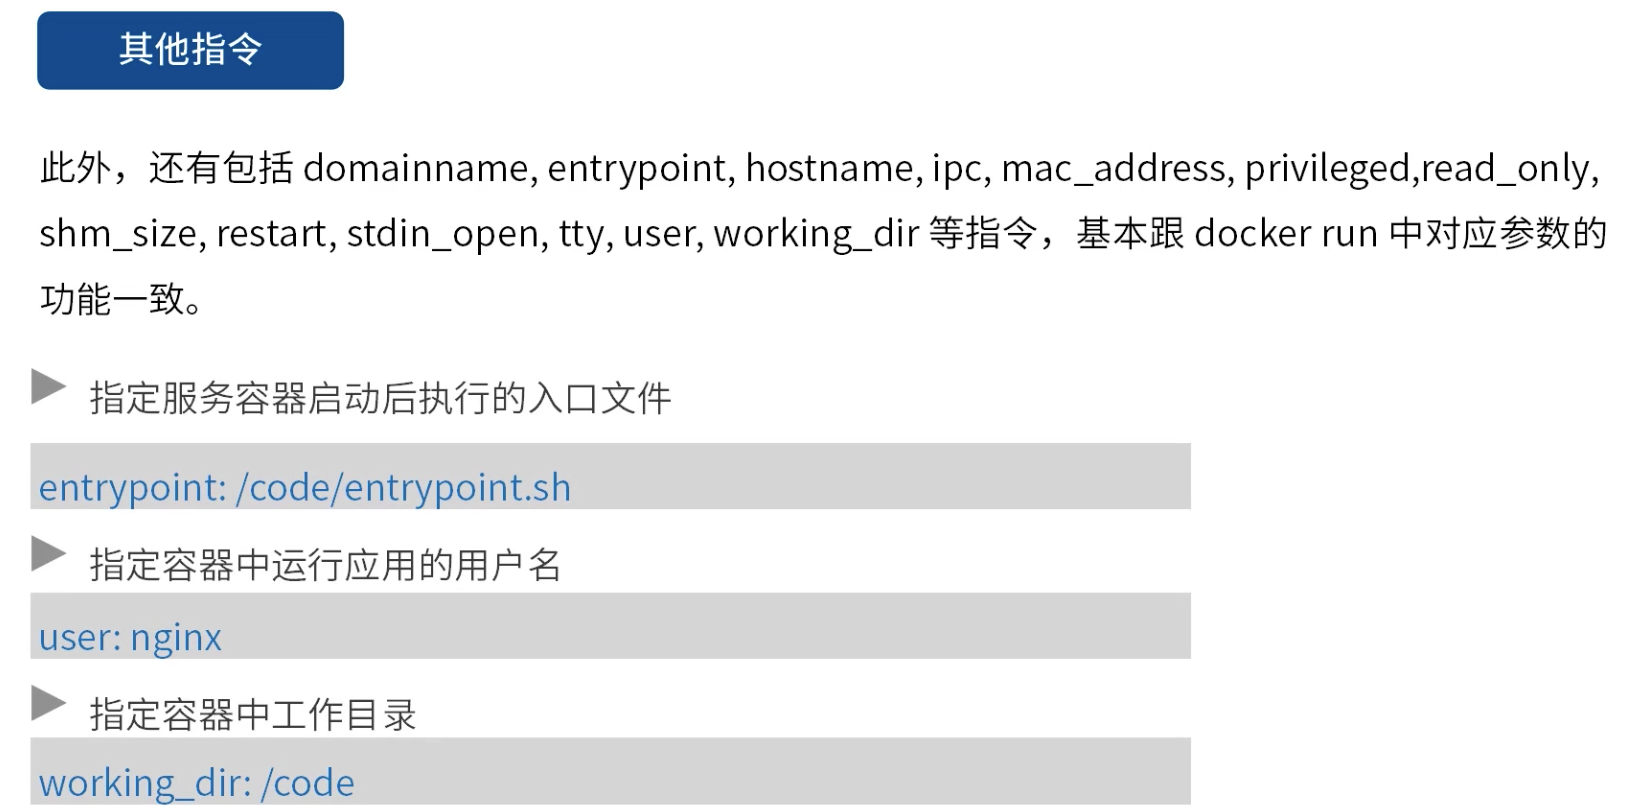 其他指令
此外，还有包括 domainname, entrypoint, hostname, ipc, mac_address, privileged,read_only,
shm_size, restart, stdin_open, tty, user, working_dir 等指令，基本跟 docker run 中对应参数的
功能一致。
指定服务容器启动后执行的入口文件
entrypoint: /code/entrypoint.sh
指定容器中运行应用的用户名
user: nginx
指定容器中工作目录
working_dir: /code